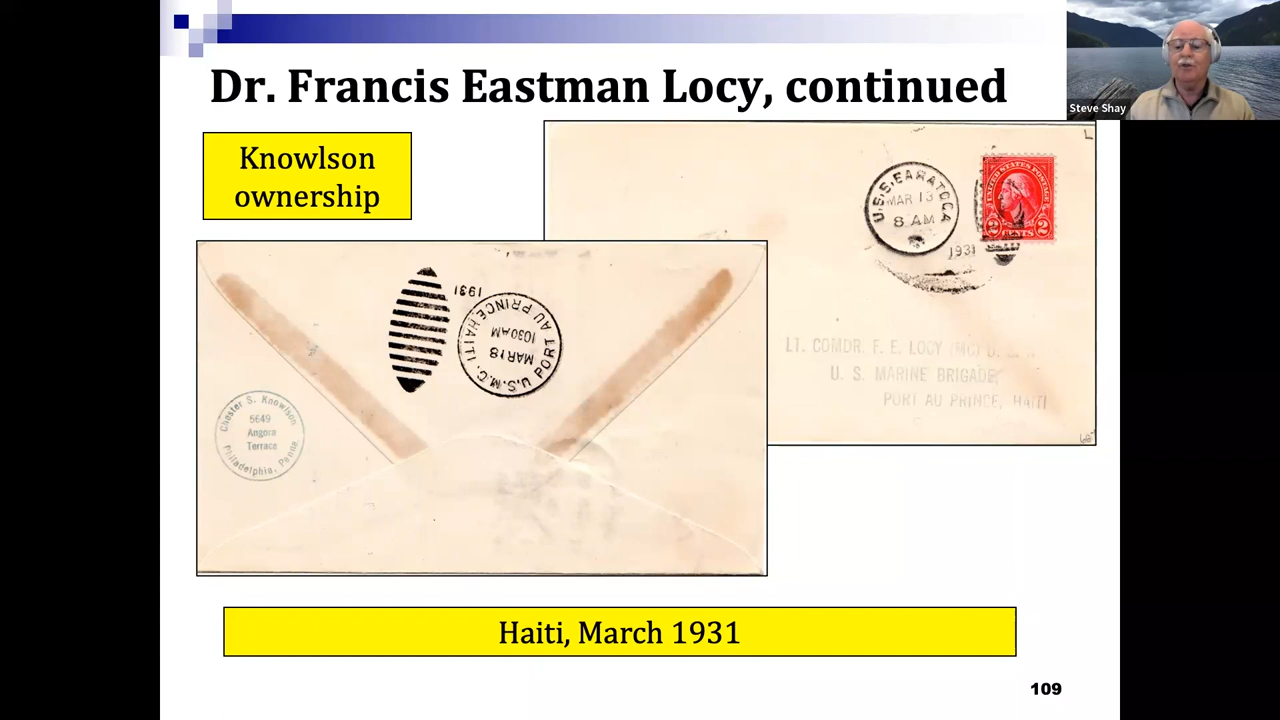 Dr. Francis Eastman Locy, continued
Steve Shay
Knowlson
ownership
U.S.S. SARATOGA
MAR 13
8 AM
1931
UNITED STATES POSTAGE
2 CENTS 2
L
LT. COMDR. F. E. LOCY (MC) U. S. N.
U. S. MARINE BRIGADE,
PORT AU PRINCE, HAITI
1931
U.S.M.C. PORT AU PRINCE HAITI
MAR 18
1030 AM
Chester S. Knowlson
5649
Angora
Terrace
Philadelphia, Penna
Haiti, March 1931
109